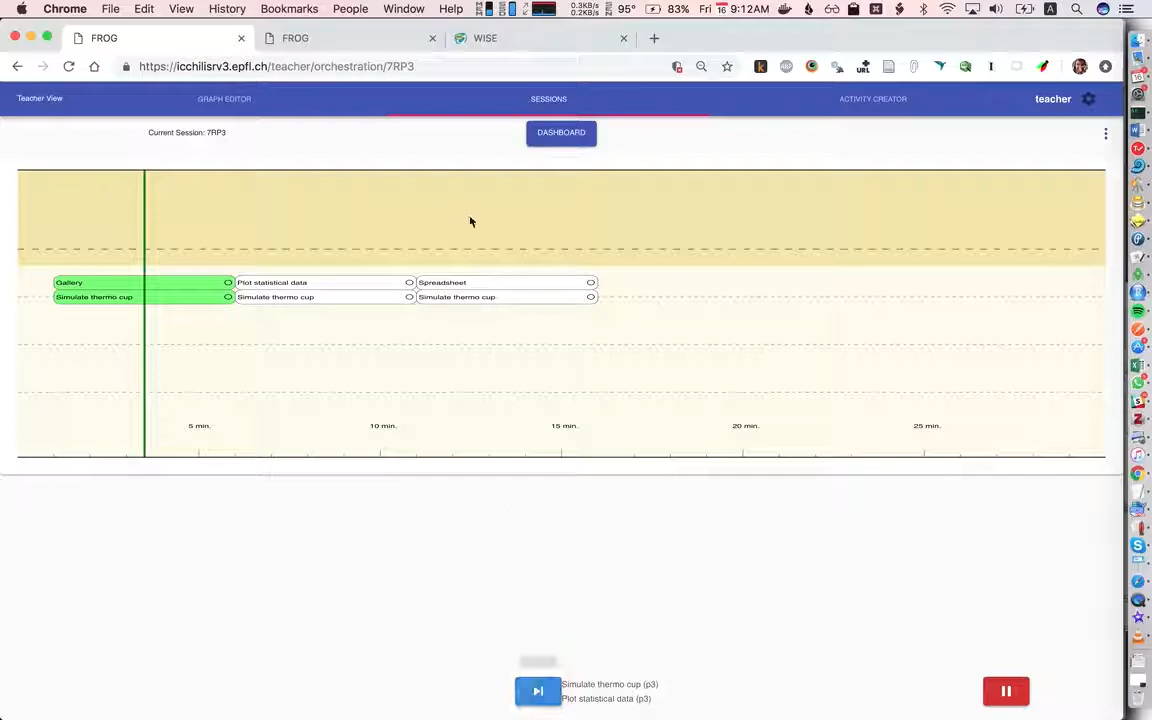 Chrome File Edit View History Bookmarks People Window Help 0.3KB/s 0.2KB/s 95° 83% Fri 16 9:12AM
FROG FROG WISE
https://icchilisrv3.epfl.ch/teacher/orchestration/7RP3
Teacher View GRAPH EDITOR SESSIONS ACTIVITY CREATOR teacher
Current Session: 7RP3 DASHBOARD
Gallery Plot statistical data Spreadsheet
Simulate thermo cup Simulate thermo cup Simulate thermo cup
5 min. 10 min. 15 min. 20 min. 25 min.
Simulate thermo cup (p3)
Plot statistical data (p3)